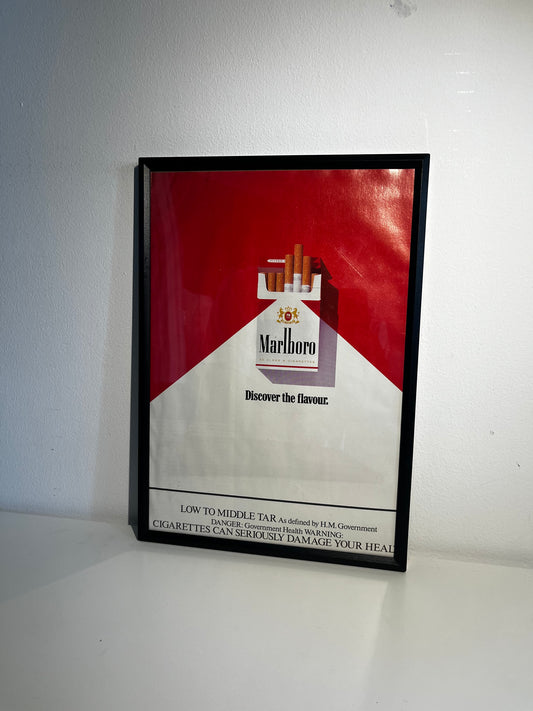 Marlboro
Discover the flavour.
LOW TO MIDDLE TAR As defined by H.M. Government
DANGER: Government Health WARNING:
CIGARETTES CAN SERIOUSLY DAMAGE YOUR HEAL